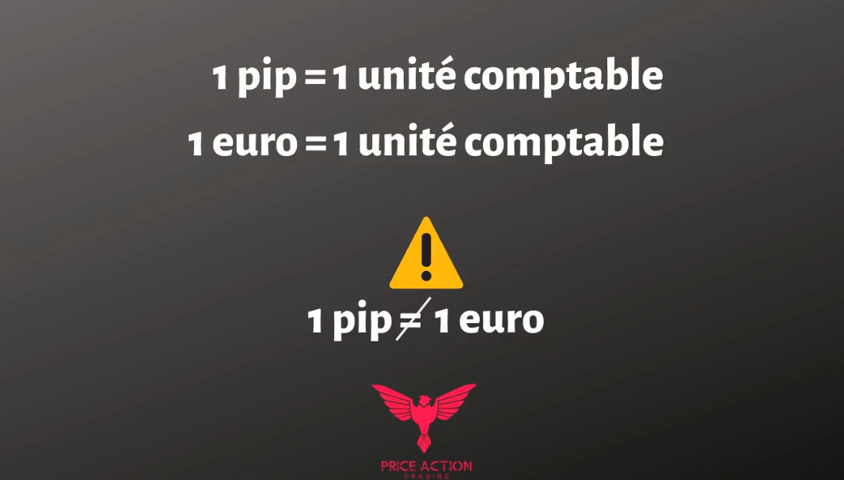 1 pip = 1 unité comptable
1 euro = 1 unité comptable
1 pip ≠ 1 euro
PRICE ACTION
TRADING